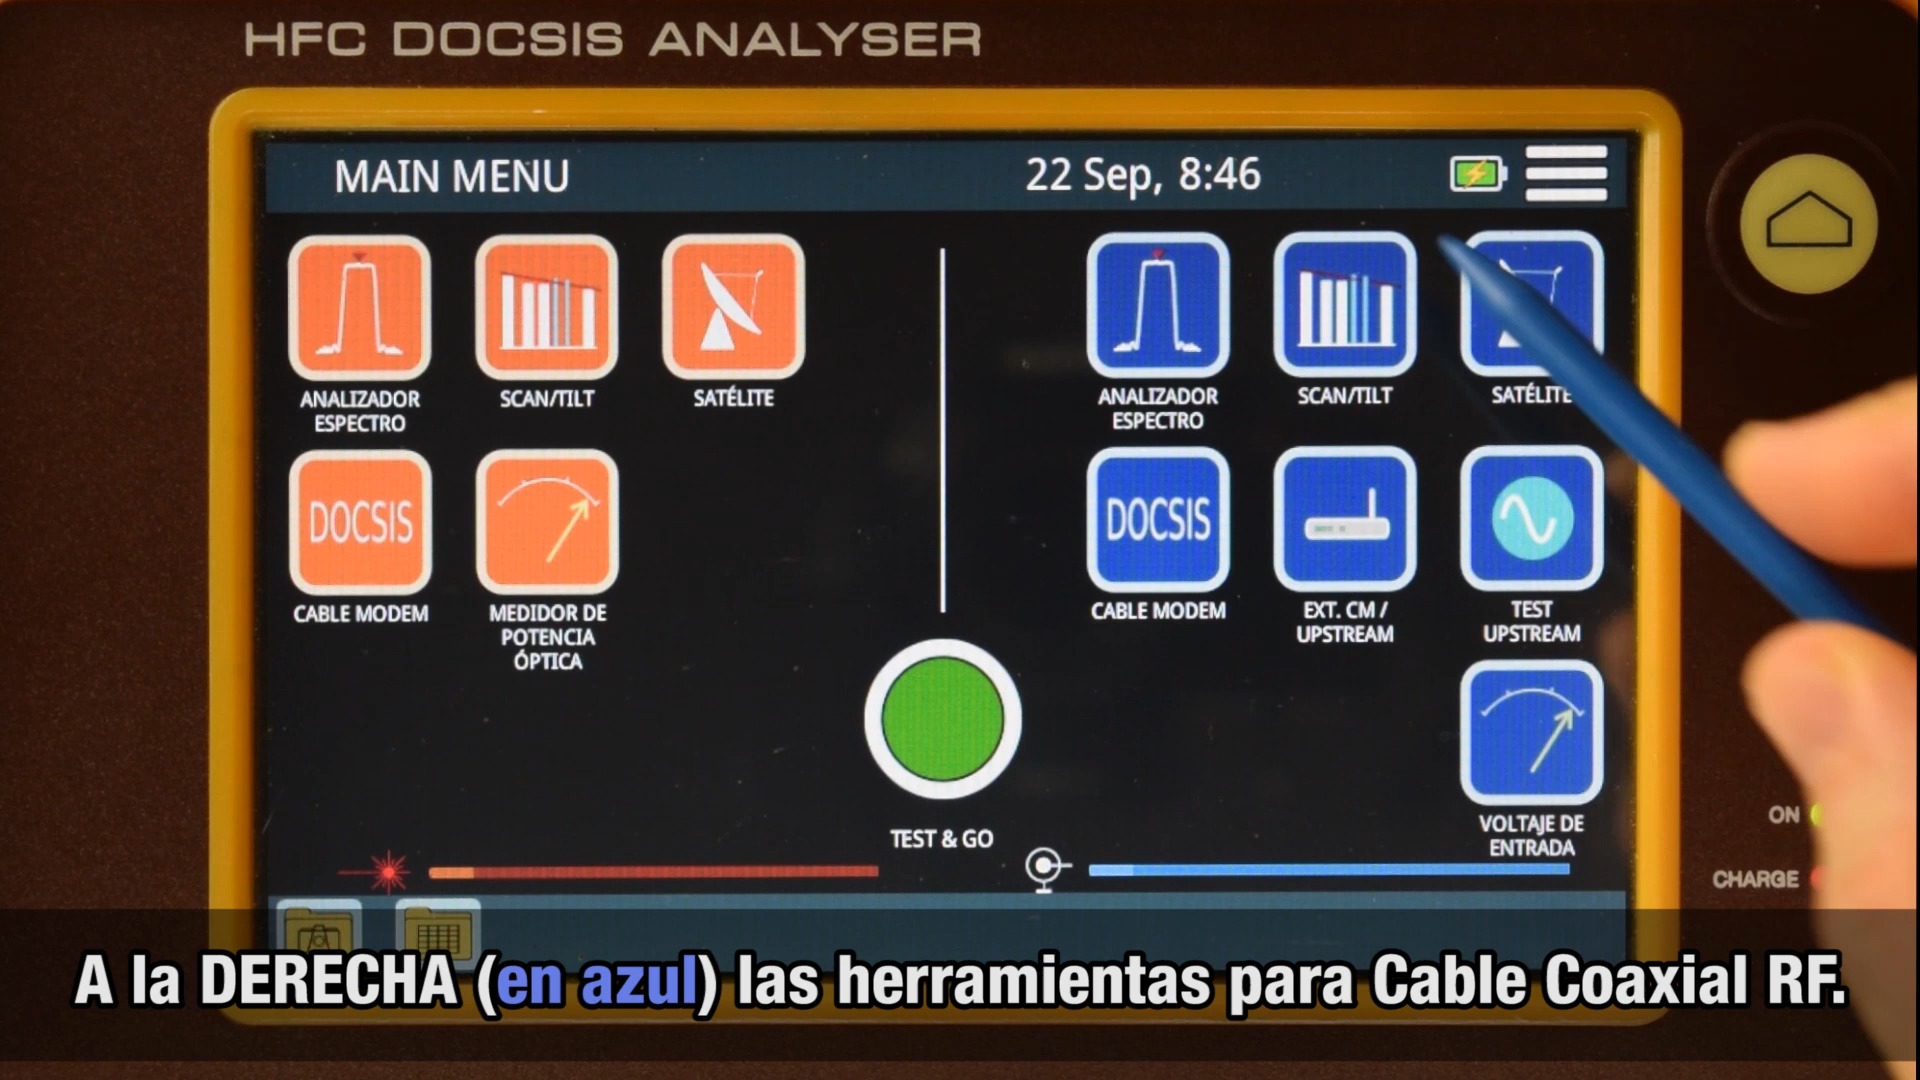 HFC DOCSIS ANALYSER
MAIN MENU
22 Sep, 8:46
ANALIZADOR
ESPECTRO
SCAN/TILT
SATÉLITE
ANALIZADOR
ESPECTRO
SCAN/TILT
SATÉLITE
DOCSIS
CABLE MODEM
MEDIDOR DE
POTENCIA
ÓPTICA
DOCSIS
CABLE MODEM
EXT. CM /
UPSTREAM
TEST
UPSTREAM
TEST & GO
VOLTAJE DE
ENTRADA
ON
CHARGE
A la DERECHA (en azul) las herramientas para Cable Coaxial RF.